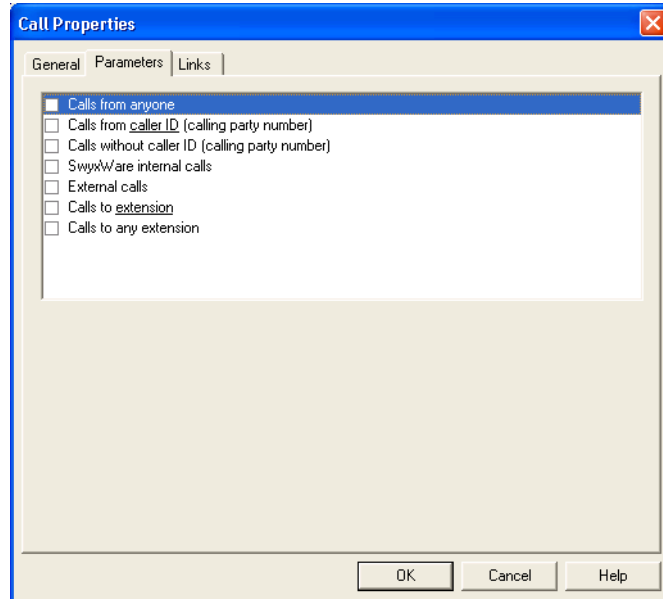 Call Properties
General Parameters Links
Calls from anyone
Calls from caller ID (calling party number)
Calls without caller ID (calling party number)
SwyxWare internal calls
External calls
Calls to extension
Calls to any extension
OK Cancel Help